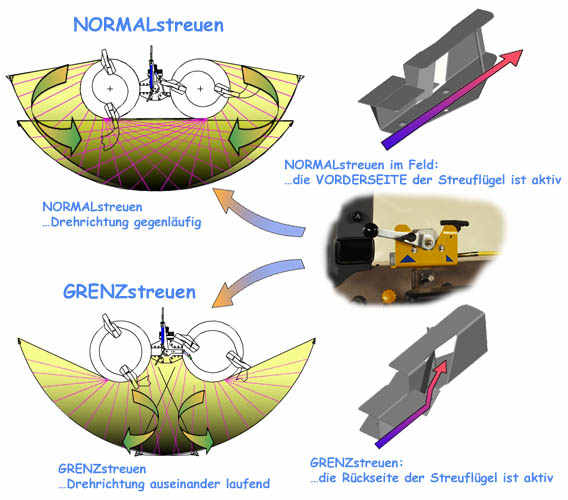 NORMALstreuen
NORMALstreuen im Feld:
...die VORDERSEITE der Streuflügel ist aktiv
NORMALstreuen
...Drehrichtung gegenläufig
GRENZstreuen
GRENZstreuen
...Drehrichtung auseinander laufend
GRENZstreuen:
...die Rückseite der Streuflügel ist aktiv